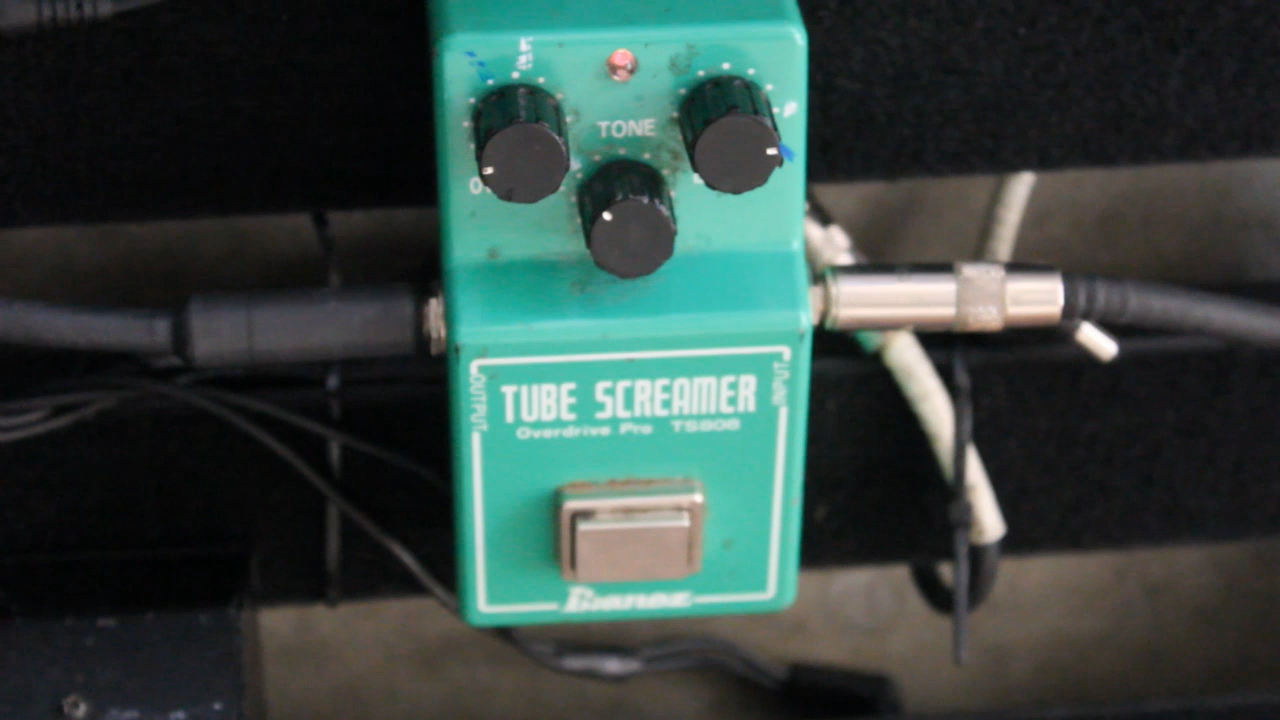 TONE
OUTPUT
INPUT
TUBE SCREAMER
Overdrive Pro TS808
Ibanez